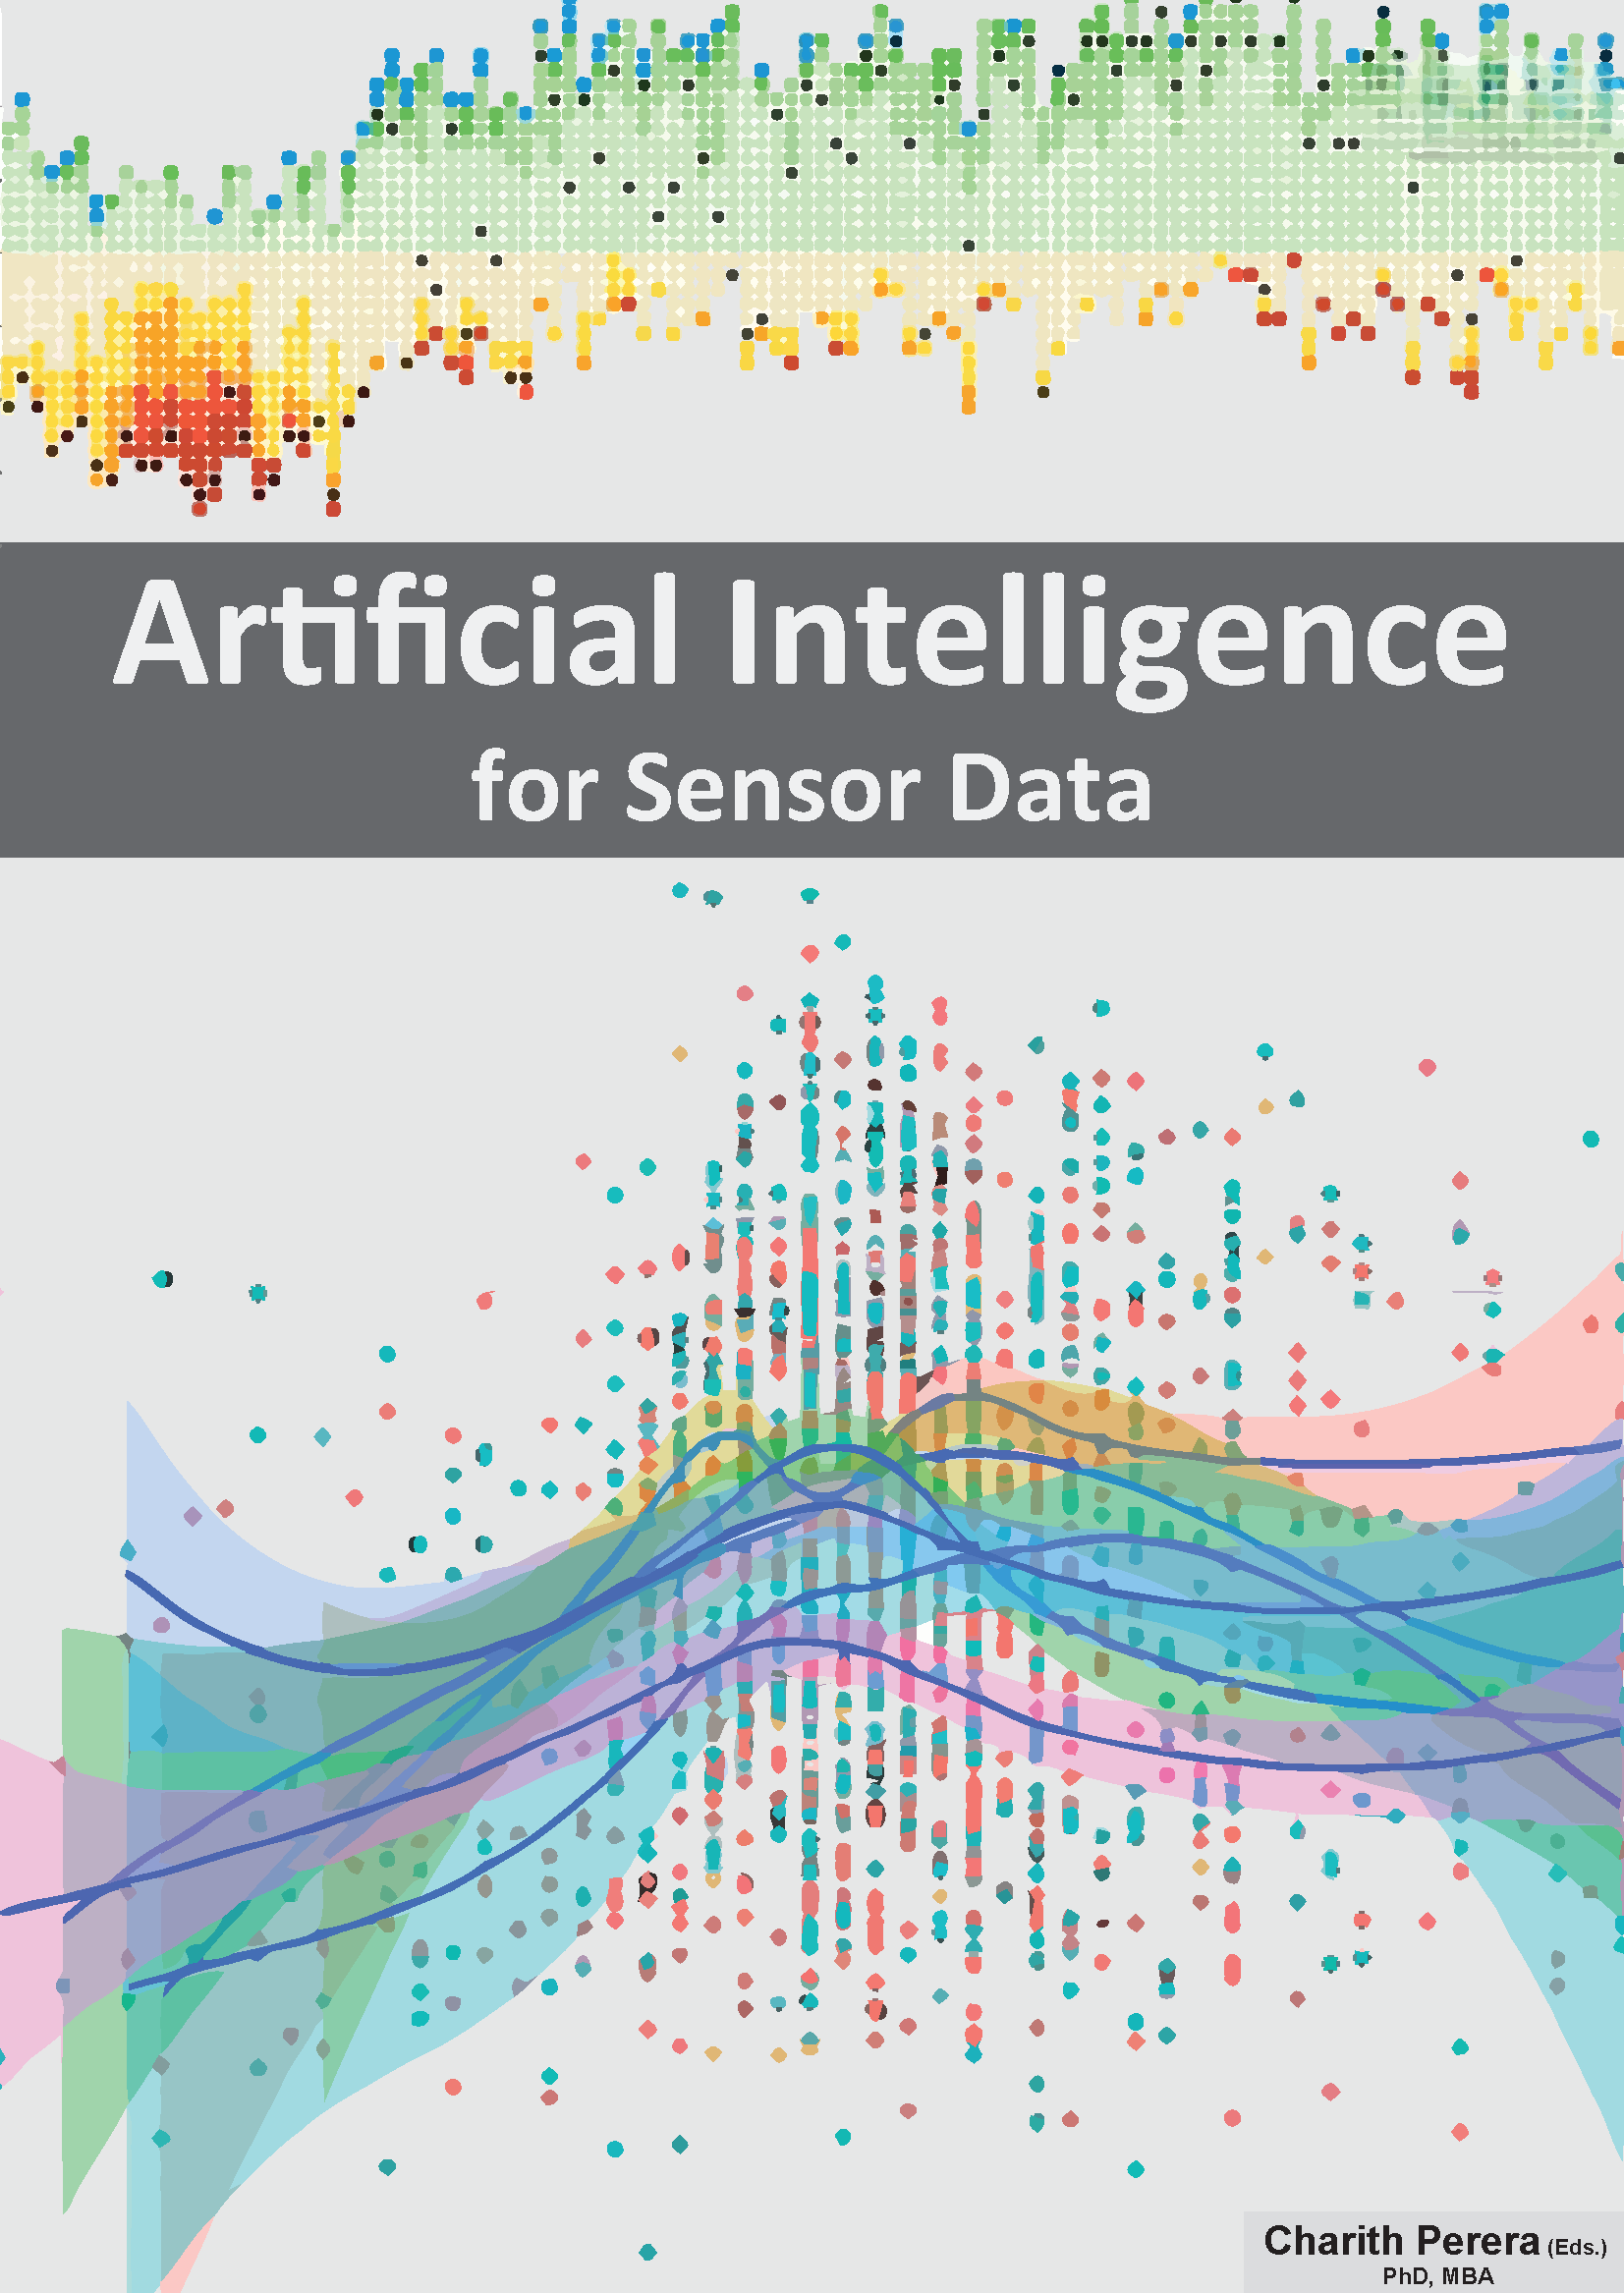 Artificial Intelligence
for Sensor Data
Charith Perera (Eds.)
PhD, MBA